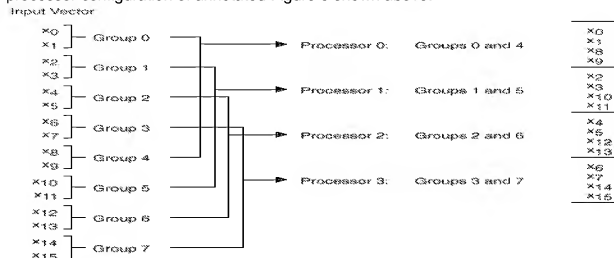 Input Vector
x0
x1
Group 0
x2
x3
Group 1
x4
x5
Group 2
x6
x7
Group 3
x8
x9
Group 4
x10
x11
Group 5
x12
x13
Group 6
x14
x15
Group 7
Processor 0: Groups 0 and 4
Processor 1: Groups 1 and 5
Processor 2: Groups 2 and 6
Processor 3: Groups 3 and 7
x0
x1
x8
x9
x2
x3
x10
x11
x4
x5
x12
x13
x6
x7
x14
x15